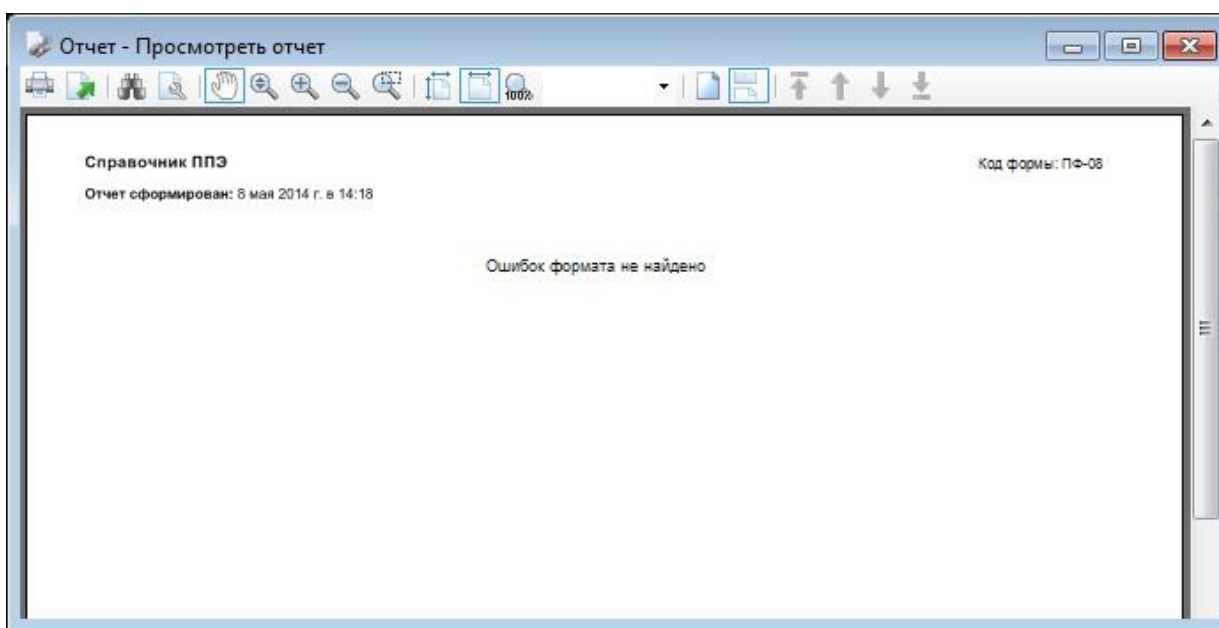 Отчет - Просмотреть отчет
100%
Справочник ППЭ
Код формы: ПФ-08
Отчет сформирован: 8 мая 2014 г. в 14:18
Ошибок формата не найдено